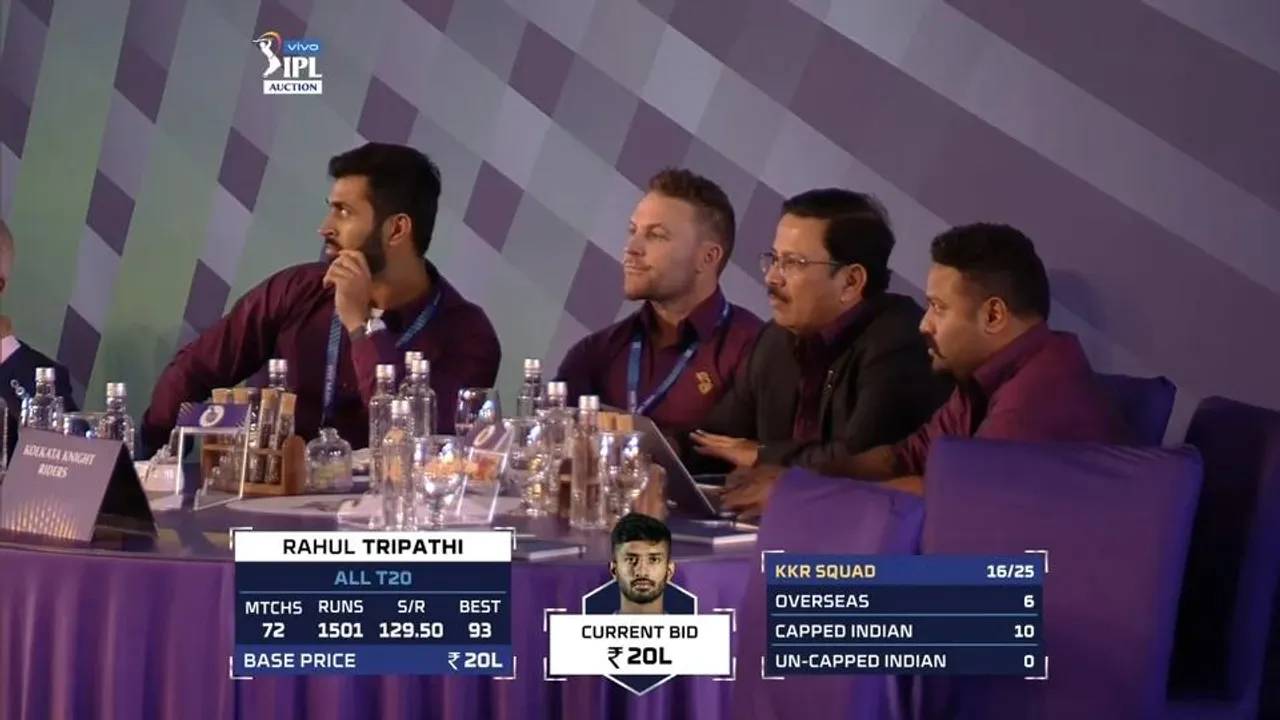 vivo
IPL
AUCTION
KOLKATA KNIGHT
RIDERS
RAHUL TRIPATHI
ALL T20
MTCHS RUNS S/R BEST
72 1501 129.50 93
BASE PRICE ₹ 20L
CURRENT BID
₹ 20L
KKR SQUAD 16/25
OVERSEAS 6
CAPPED INDIAN 10
UN-CAPPED INDIAN 0